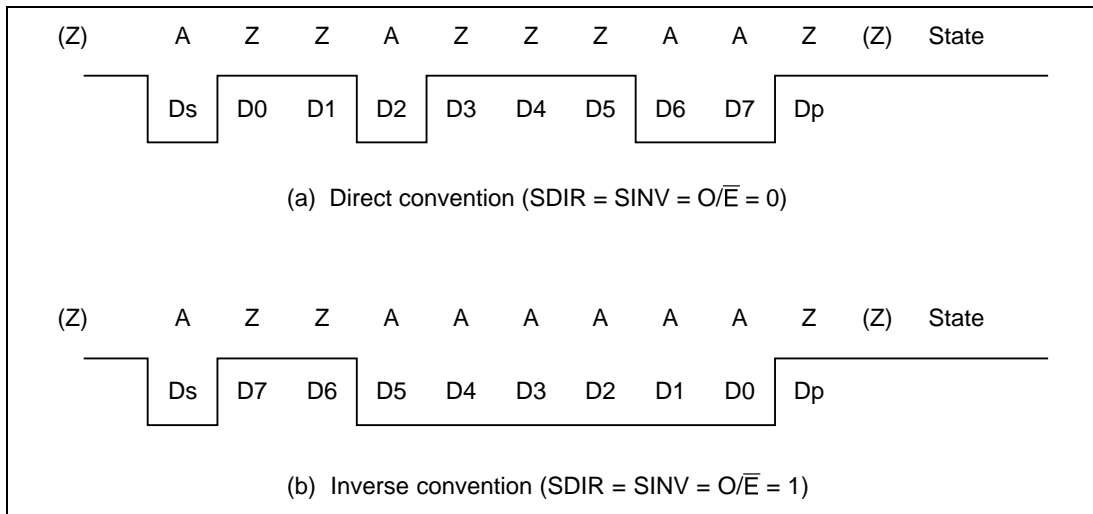 (Z) A Z Z A Z Z Z A A Z (Z) State
Ds D0 D1 D2 D3 D4 D5 D6 D7 Dp
(a) Direct convention (SDIR = SINV = O/E̅ = 0)
(Z) A Z Z A A A A A A Z (Z) State
Ds D7 D6 D5 D4 D3 D2 D1 D0 Dp
(b) Inverse convention (SDIR = SINV = O/E̅ = 1)